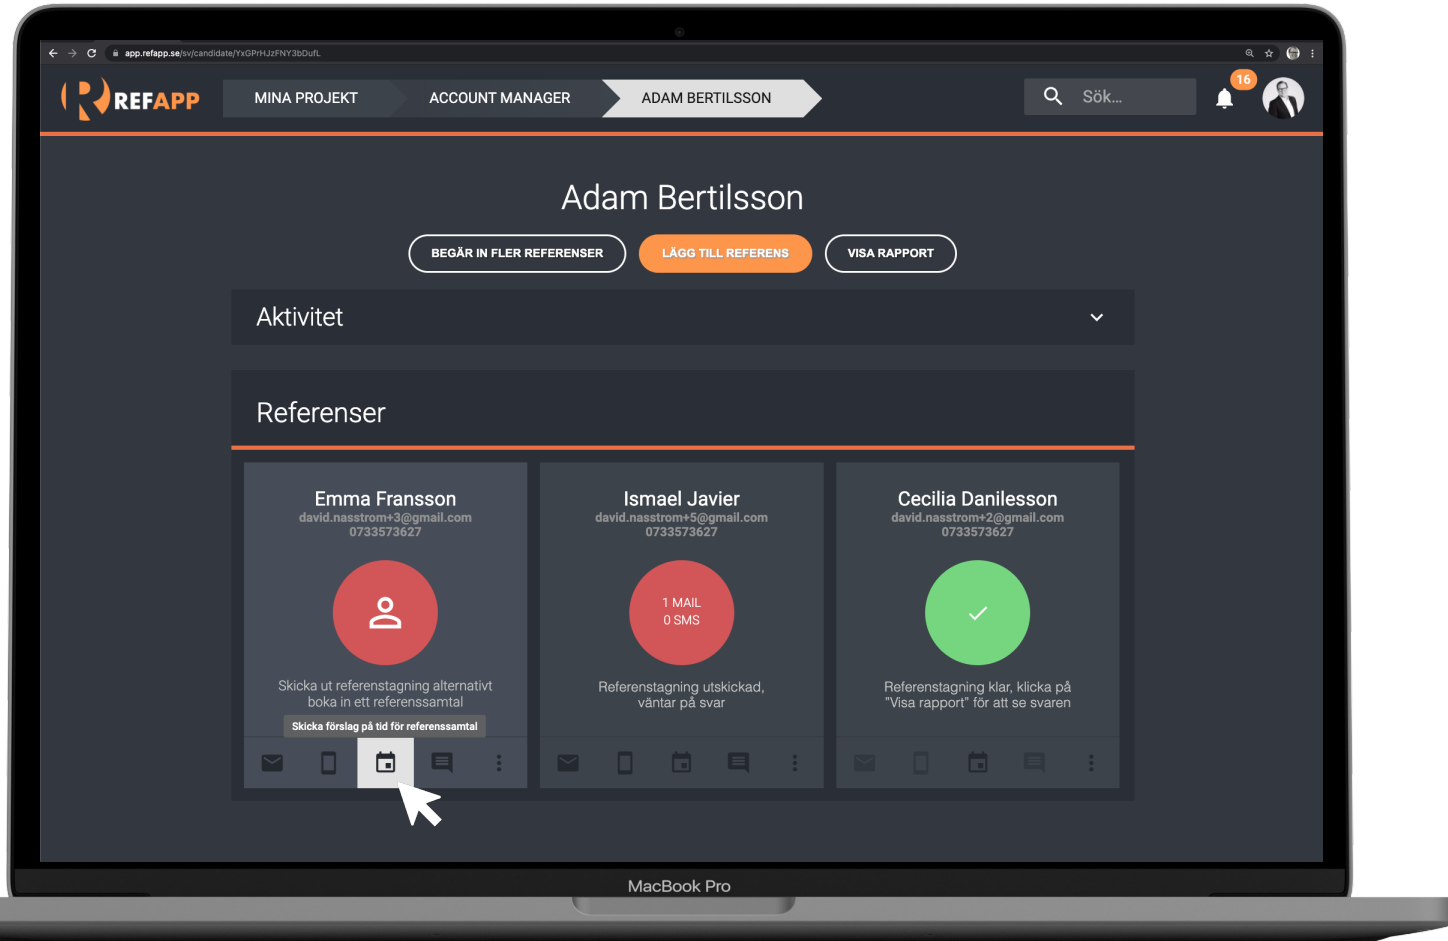 app.refapp.se/sv/candidate/YxGPrHJzFNY3bDufL
REFAPP
MINA PROJEKT
ACCOUNT MANAGER
ADAM BERTILSSON
Sök...
16
Adam Bertilsson
BEGÄR IN FLER REFERENSER
LÄGG TILL REFERENS
VISA RAPPORT
Aktivitet
Referenser
Emma Fransson
david.nasstrom+3@gmail.com
0733573627
Skicka ut referenstagning alternativt
boka in ett referenssamtal
Skicka förslag på tid för referenssamtal
Ismael Javier
david.nasstrom+5@gmail.com
0733573627
1 MAIL
0 SMS
Referenstagning utskickad,
väntar på svar
Cecilia Danilesson
david.nasstrom+2@gmail.com
0733573627
Referenstagning klar, klicka på
"Visa rapport" för att se svaren
MacBook Pro